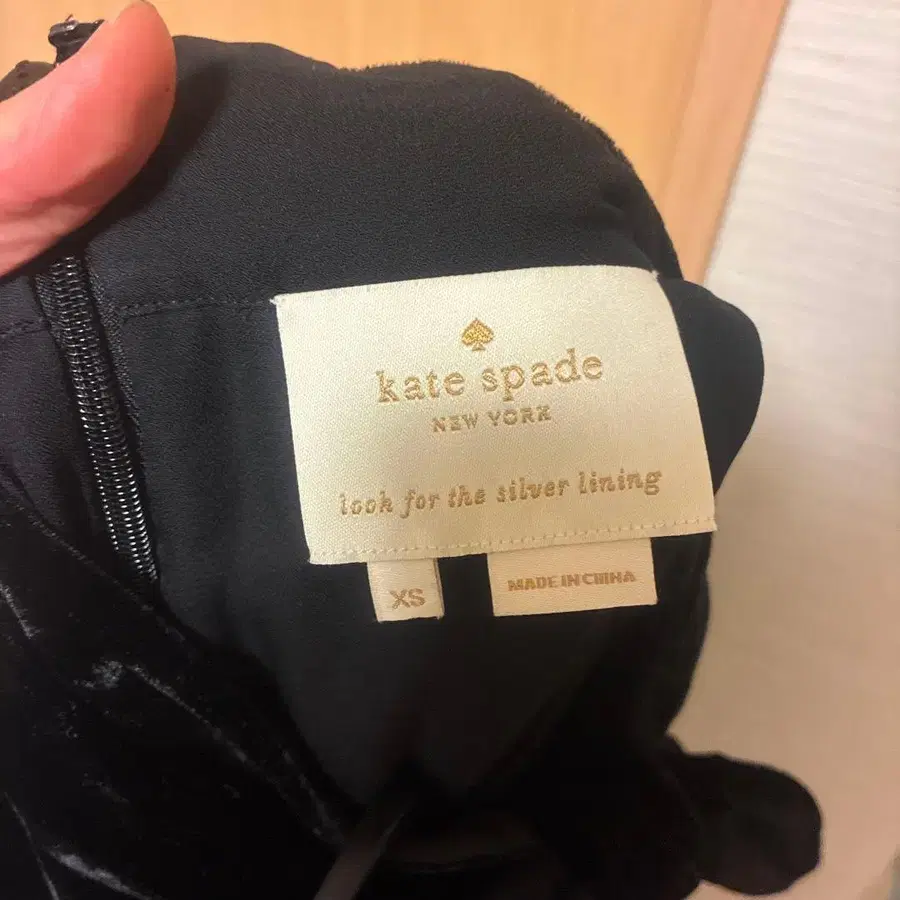 kate spade
NEW YORK
look for the silver lining
XS
MADE IN CHINA